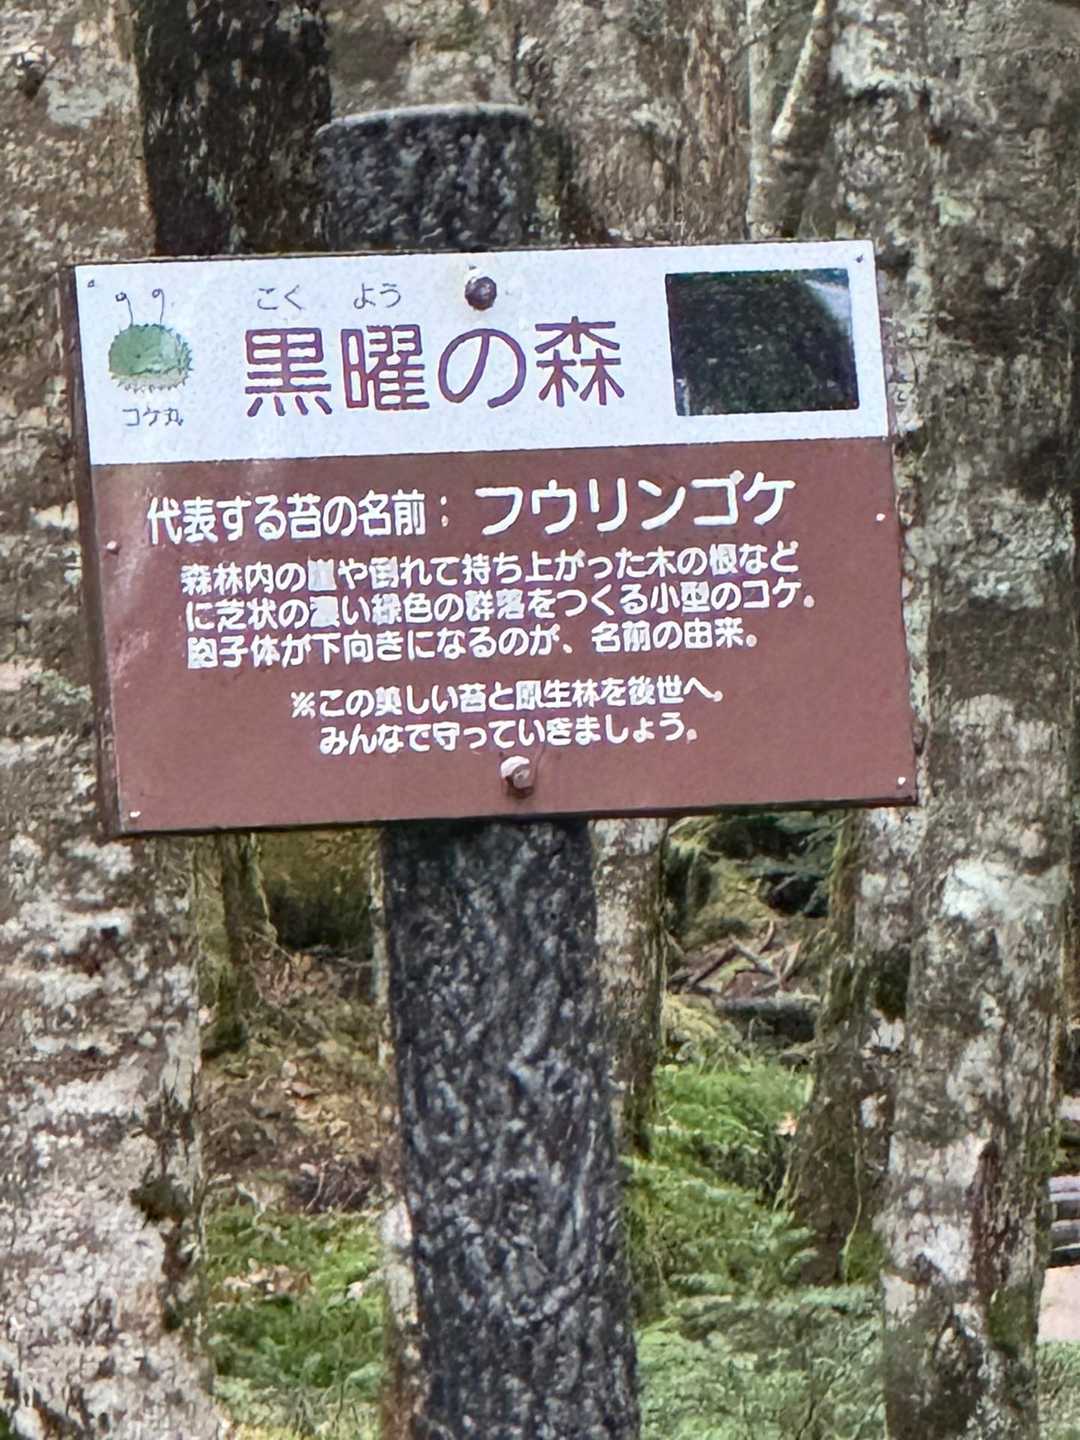 こくよう
黒曜の森
コケ丸
代表する苔の名前：フウリンゴケ
森林内の崖や倒れて持ち上がった木の根など
に芝状の濃い緑色の群落をつくる小型のコケ。
胞子体が下向きになるのが、名前の由来。
※この美しい苔と原生林を後世へ。
みんなで守っていきましょう。